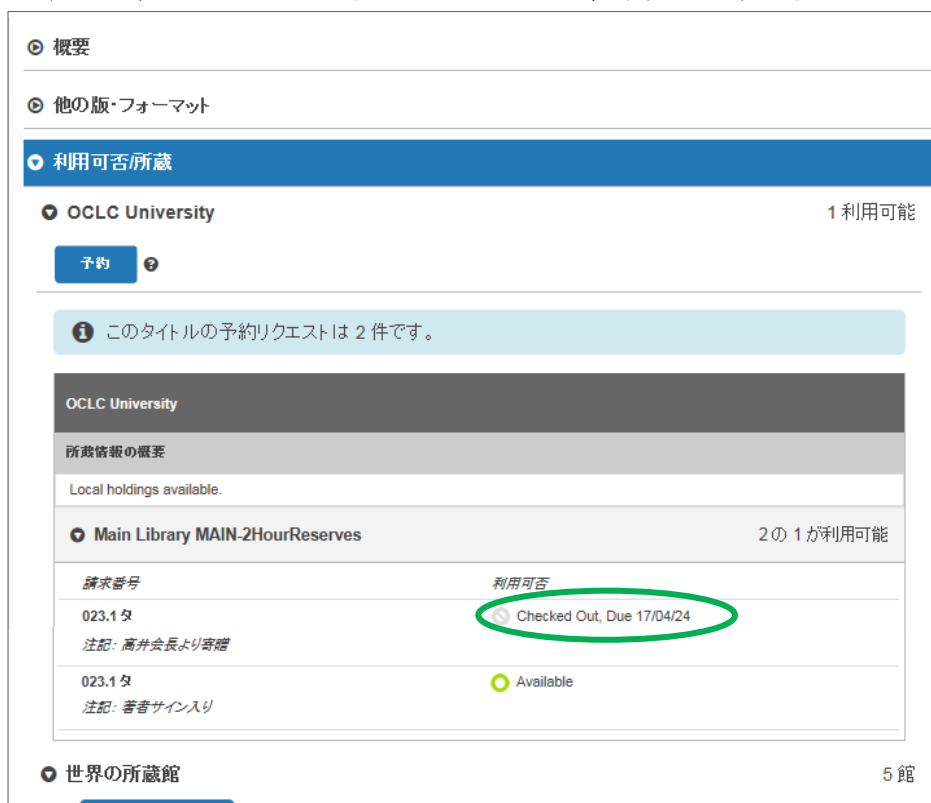 概要
他の版・フォーマット
利用可否/所蔵
OCLC University 1 利用可能
予約
このタイトルの予約リクエストは 2 件です。
OCLC University
所蔵情報の概要
Local holdings available.
Main Library MAIN-2HourReserves 2の 1 が利用可能
請求番号 利用可否
023.1 タ Checked Out, Due 17/04/24
注記: 高井会長より寄贈
023.1 タ Available
注記: 著者サイン入り
世界の所蔵館 5 館